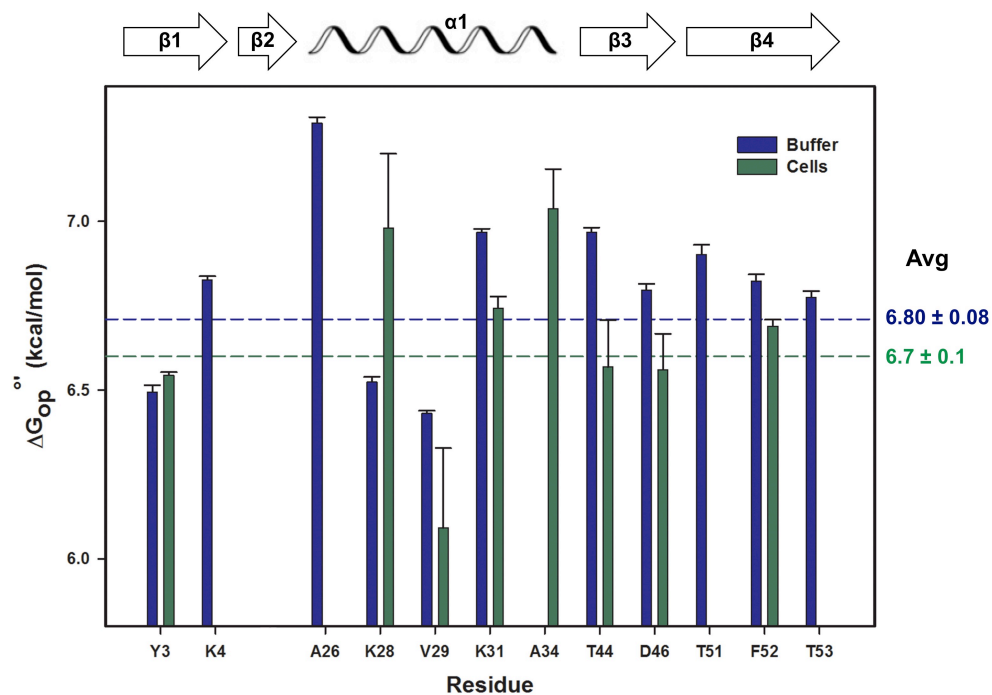 β1 β2 α1 β3 β4
Buffer
Cells
7.0
6.5
6.0
ΔGop°' (kcal/mol)
Avg
6.80 ± 0.08
6.7 ± 0.1
Y3 K4 A26 K28 V29 K31 A34 T44 D46 T51 F52 T53
Residue